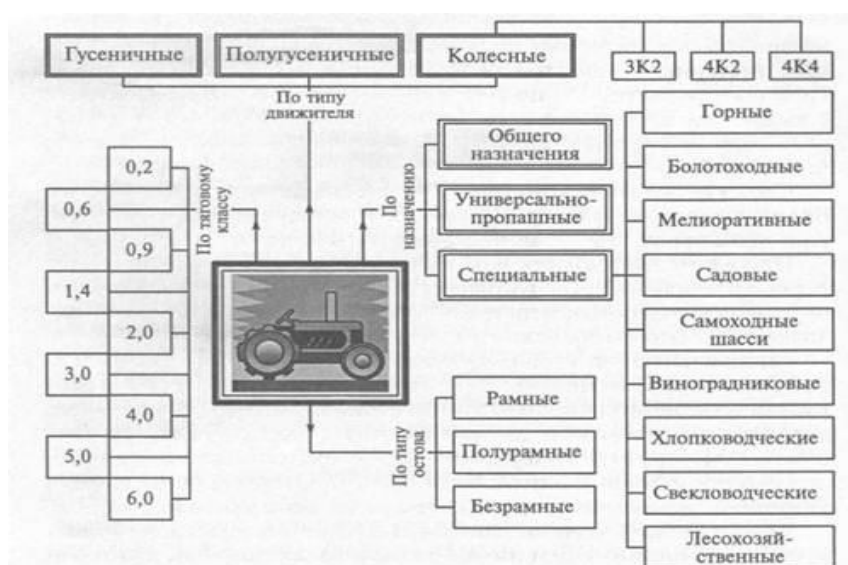 Гусеничные
Полугусеничные
Колесные
3К2
4К2
4К4
По типу
движителя
По тяговому
классу
0,2
0,6
0,9
1,4
2,0
3,0
4,0
5,0
6,0
По
назначению
Общего
назначения
Универсально-
пропашные
Специальные
Горные
Болотоходные
Мелиоративные
Садовые
Самоходные
шасси
Виноградниковые
Хлопководческие
Свекловодческие
Лесохозяй-
ственные
По типу
остова
Рамные
Полурамные
Безрамные